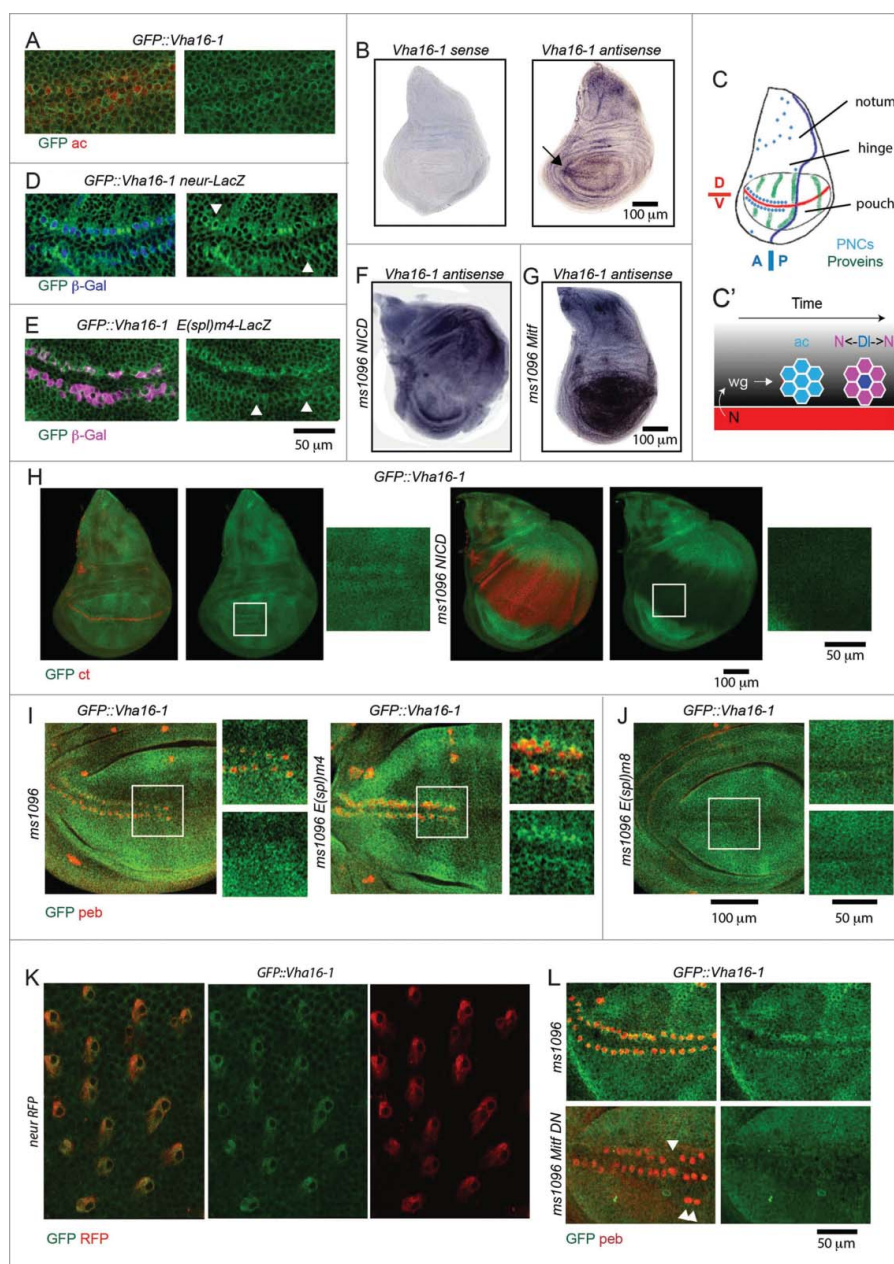 A
GFP::Vha16-1
GFP ac
B
Vha16-1 sense
Vha16-1 antisense
100 µm
C
notum
hinge
pouch
D
V
A P
PNCs
Proveins
D
GFP::Vha16-1 neur-LacZ
GFP β-Gal
E
GFP::Vha16-1 E(spl)m4-LacZ
GFP β-Gal
50 µm
F
Vha16-1 antisense
ms1096 NICD
G
Vha16-1 antisense
ms1096 Mitf
100 µm
C'
Time
ac
N<-Dl->N
wg
N
H
GFP::Vha16-1
ms1096 NICD
GFP ct
100 µm
50 µm
I
GFP::Vha16-1
GFP::Vha16-1
ms1096
ms1096 E(spl)m4
GFP peb
J
GFP::Vha16-1
ms1096 E(spl)m8
100 µm
50 µm
K
GFP::Vha16-1
neur RFP
GFP RFP
L
GFP::Vha16-1
ms1096
ms1096 Mitf DN
GFP peb
50 µm